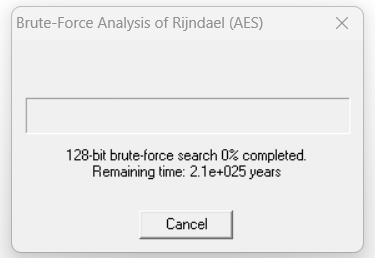 Brute-Force Analysis of Rijndael (AES)
128-bit brute-force search 0% completed.
Remaining time: 2.1e+025 years
Cancel